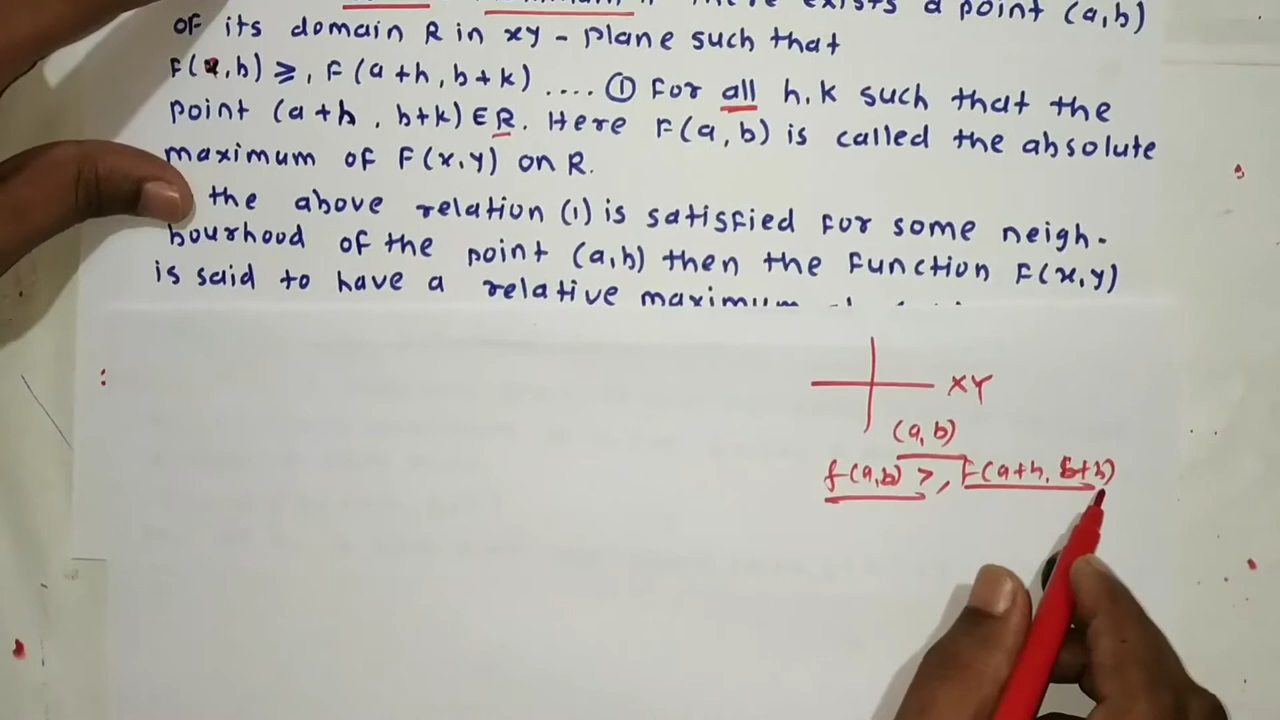 exists a point (a,b)
of its domain R in xy - plane such that
F(a,b) ⩾, F(a+h, b+k) .... ① For all h,k such that the
point (a+h, b+k) ∈ R. Here F(a,b) is called the absolute
maximum of F(x,y) on R.
the above relation (1) is satisfied for some neigh-
bourhood of the point (a,b) then the function F(x,y)
is said to have a relative maximum
XY
(a,b)
f(a,b) >, F(a+h, b+h)